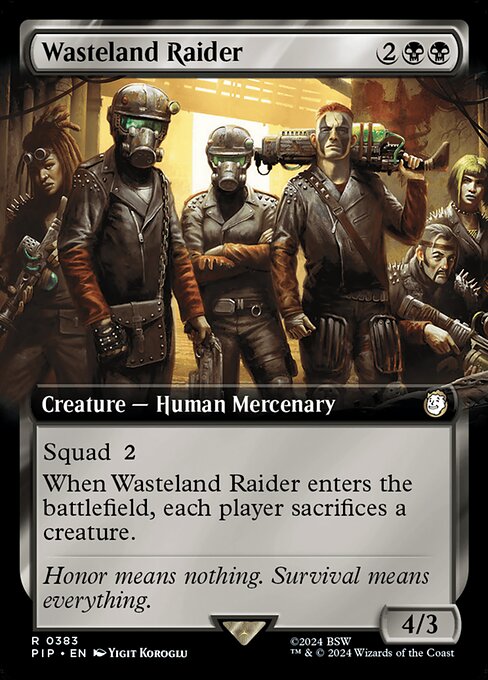 Wasteland Raider 2
Creature — Human Mercenary
Squad 2
When Wasteland Raider enters the
battlefield, each player sacrifices a
creature.
Honor means nothing. Survival means
everything.
4/3
R 0383
PIP • EN Yigit Koroglu
©2024 BSW
™ & © 2024 Wizards of the Coast